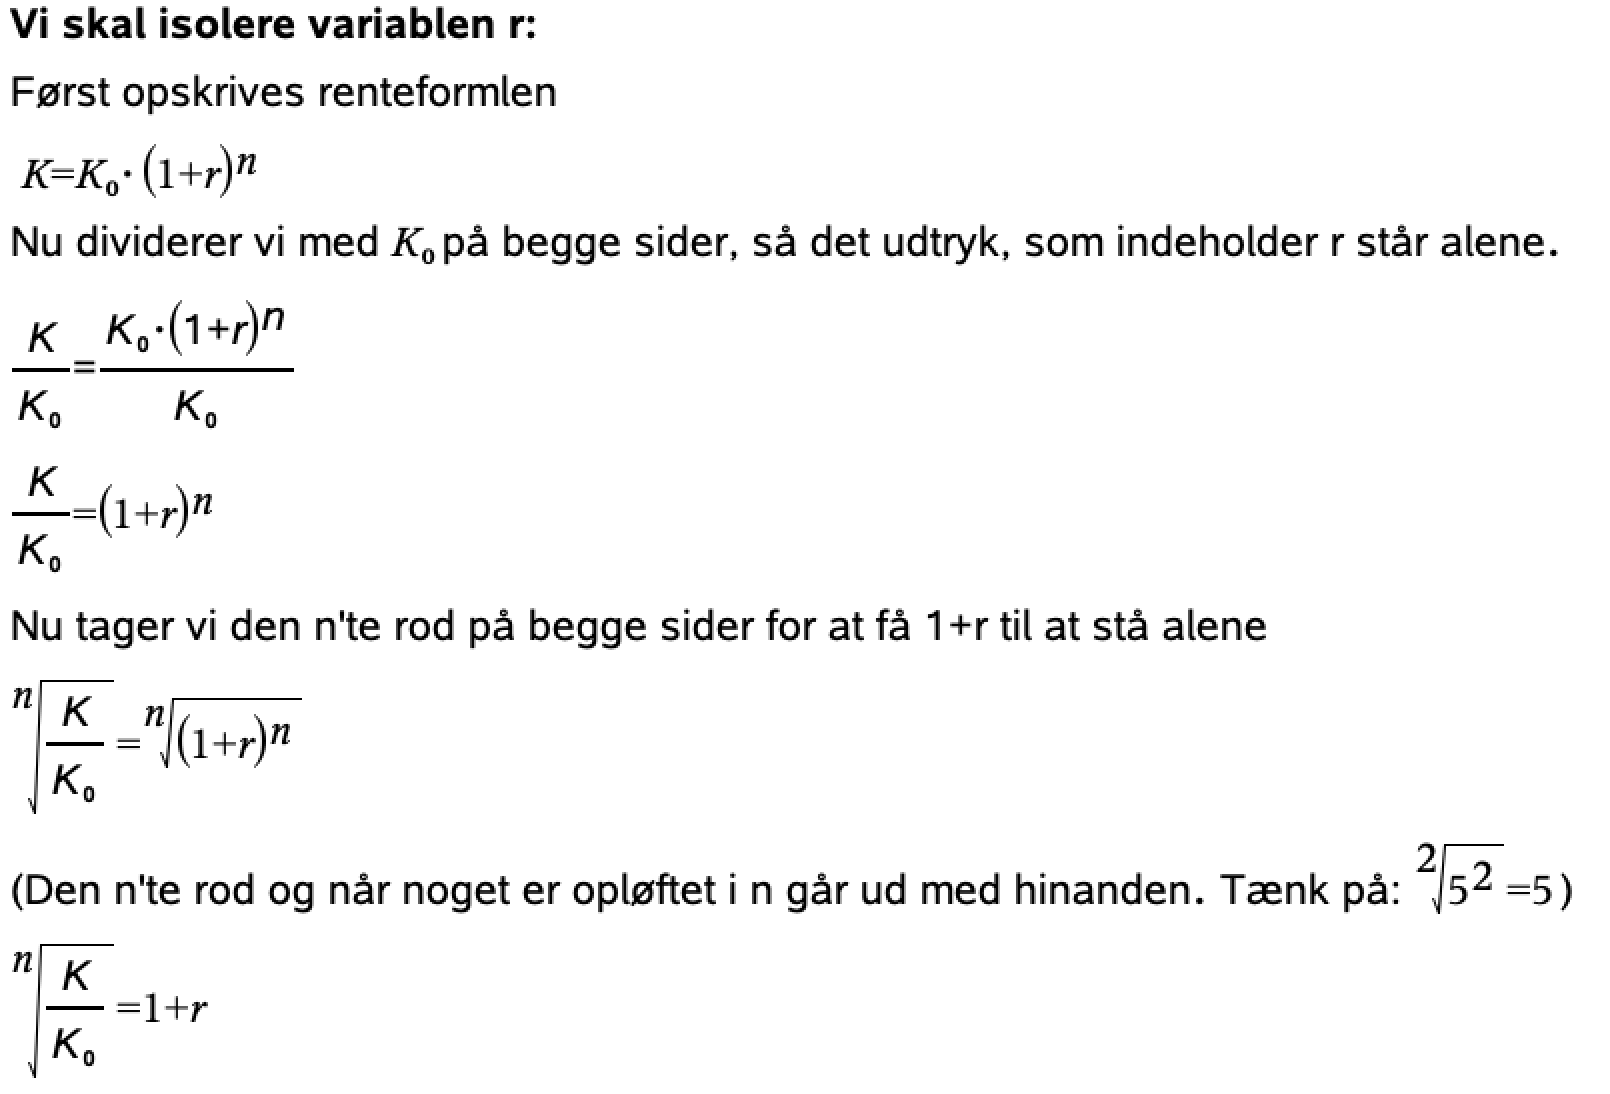 Vi skal isolere variablen r:
Først opskrives renteformlen
K=K₀·(1+r)ⁿ
Nu dividerer vi med K₀ på begge sider, så det udtryk, som indeholder r står alene.
K/K₀=K₀·(1+r)ⁿ/K₀
K/K₀=(1+r)ⁿ
Nu tager vi den n'te rod på begge sider for at få 1+r til at stå alene
ⁿ√(K/K₀) = ⁿ√((1+r)ⁿ)
(Den n'te rod og når noget er opløftet i n går ud med hinanden. Tænk på: ²√(5²) =5)
ⁿ√(K/K₀) =1+r